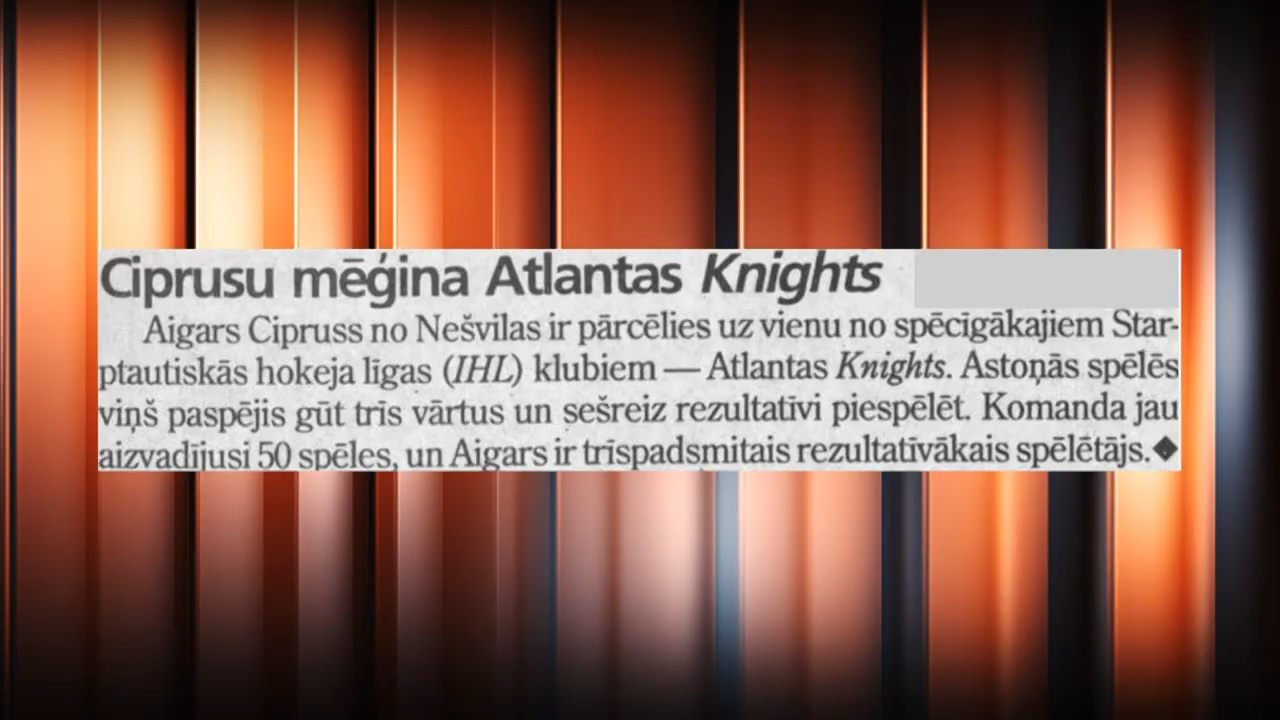 Ciprusu mēģina Atlantas Knights
Aigars Cipruss no Nešvilas ir pārcēlies uz vienu no spēcīgākajiem Star-
ptautiskās hokeja līgas (IHL) klubiem — Atlantas Knights. Astoņās spēlēs
viņš paspējis gūt trīs vārtus un sešreiz rezultatīvi piespēlēt. Komanda jau
aizvadījusi 50 spēles, un Aigars ir trīspadsmitais rezultatīvākais spēlētājs.◆